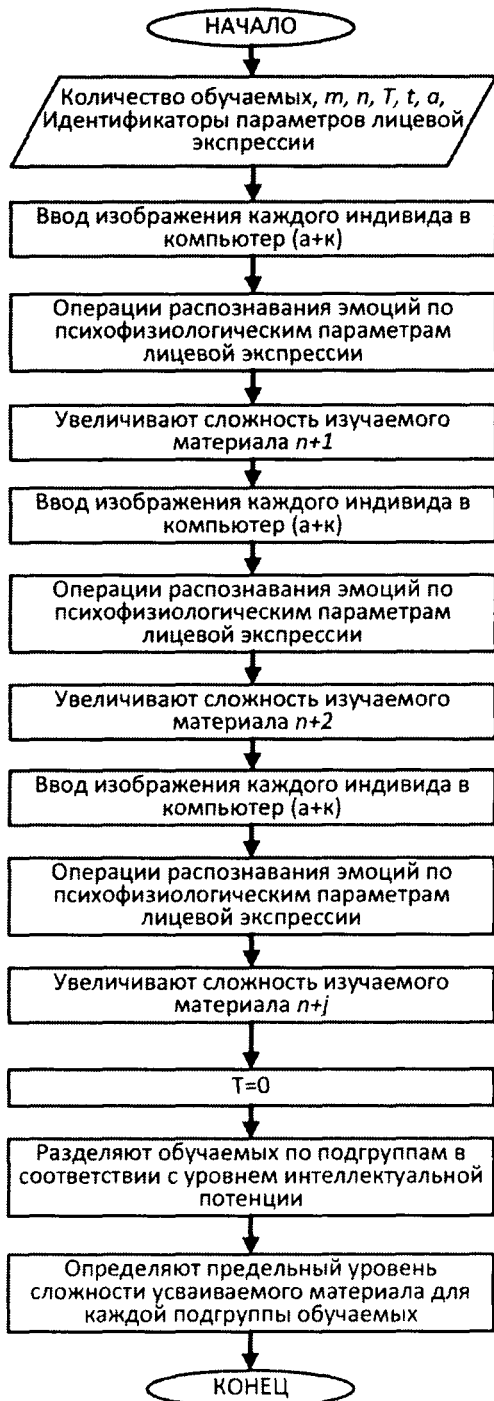 НАЧАЛО
Количество обучаемых, m, n, T, t, a,
Идентификаторы параметров лицевой
экспрессии
Ввод изображения каждого индивида в
компьютер (а+к)
Операции распознавания эмоций по
психофизиологическим параметрам
лицевой экспрессии
Увеличивают сложность изучаемого
материала n+1
Ввод изображения каждого индивида в
компьютер (а+к)
Операции распознавания эмоций по
психофизиологическим параметрам
лицевой экспрессии
Увеличивают сложность изучаемого
материала n+2
Ввод изображения каждого индивида в
компьютер (а+к)
Операции распознавания эмоций по
психофизиологическим параметрам
лицевой экспрессии
Увеличивают сложность изучаемого
материала n+j
T=0
Разделяют обучаемых по подгруппам в
соответствии с уровнем интеллектуальной
потенции
Определяют предельный уровень
сложности усваиваемого материала для
каждой подгруппы обучаемых
КОНЕЦ